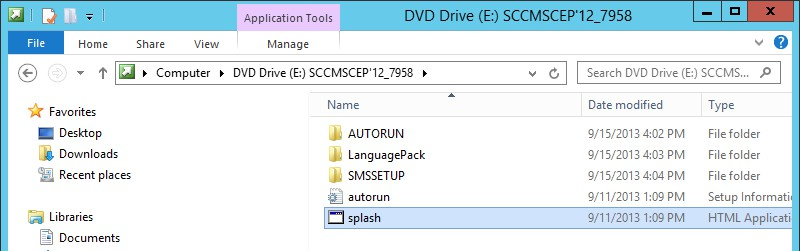 Application Tools
DVD Drive (E:) SCCMSCEP'12_7958
File Home Share View Manage
Computer DVD Drive (E:) SCCMSCEP'12_7958 Search DVD Drive (E:) SCCMS...
Favorites Name Date modified Type
Desktop AUTORUN 9/15/2013 4:02 PM File folder
Downloads LanguagePack 9/15/2013 4:03 PM File folder
Recent places SMSSETUP 9/15/2013 4:04 PM File folder
autorun 9/11/2013 1:09 PM Setup Informa
Libraries splash 9/11/2013 1:09 PM HTML Applica
Documents